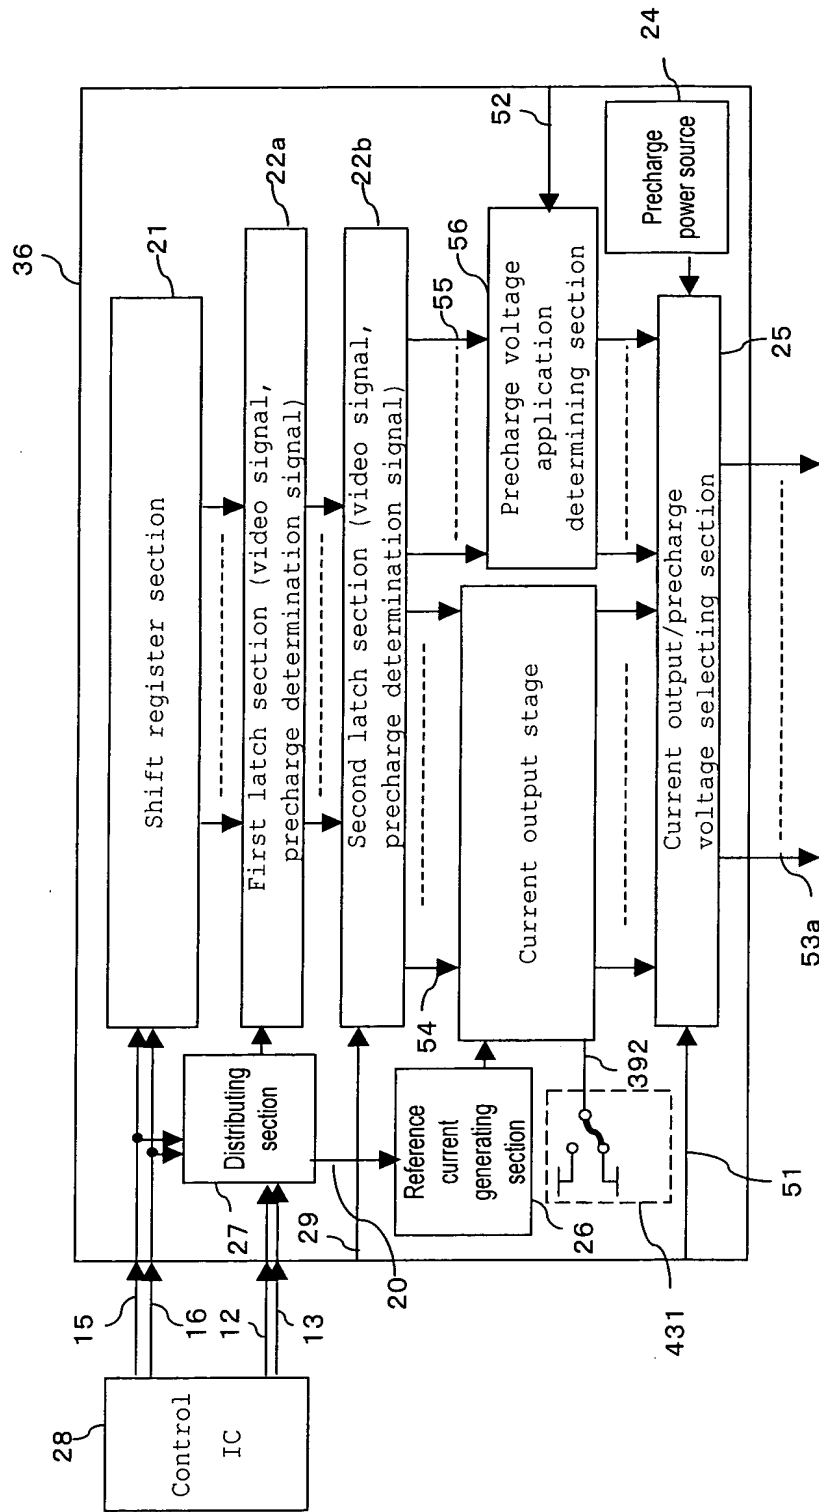 36
28
Control
IC
15
16
12
13
21
Shift register section
22a
First latch section (video signal,
precharge determination signal)
22b
Second latch section (video signal,
precharge determination signal)
Distributing
section
27
29
20
Reference
current
generating
section
26
54
Current output stage
55
56
Precharge voltage
application
determining section
52
24
Precharge
power source
392
431
51
25
Current output/precharge
voltage selecting section
53a